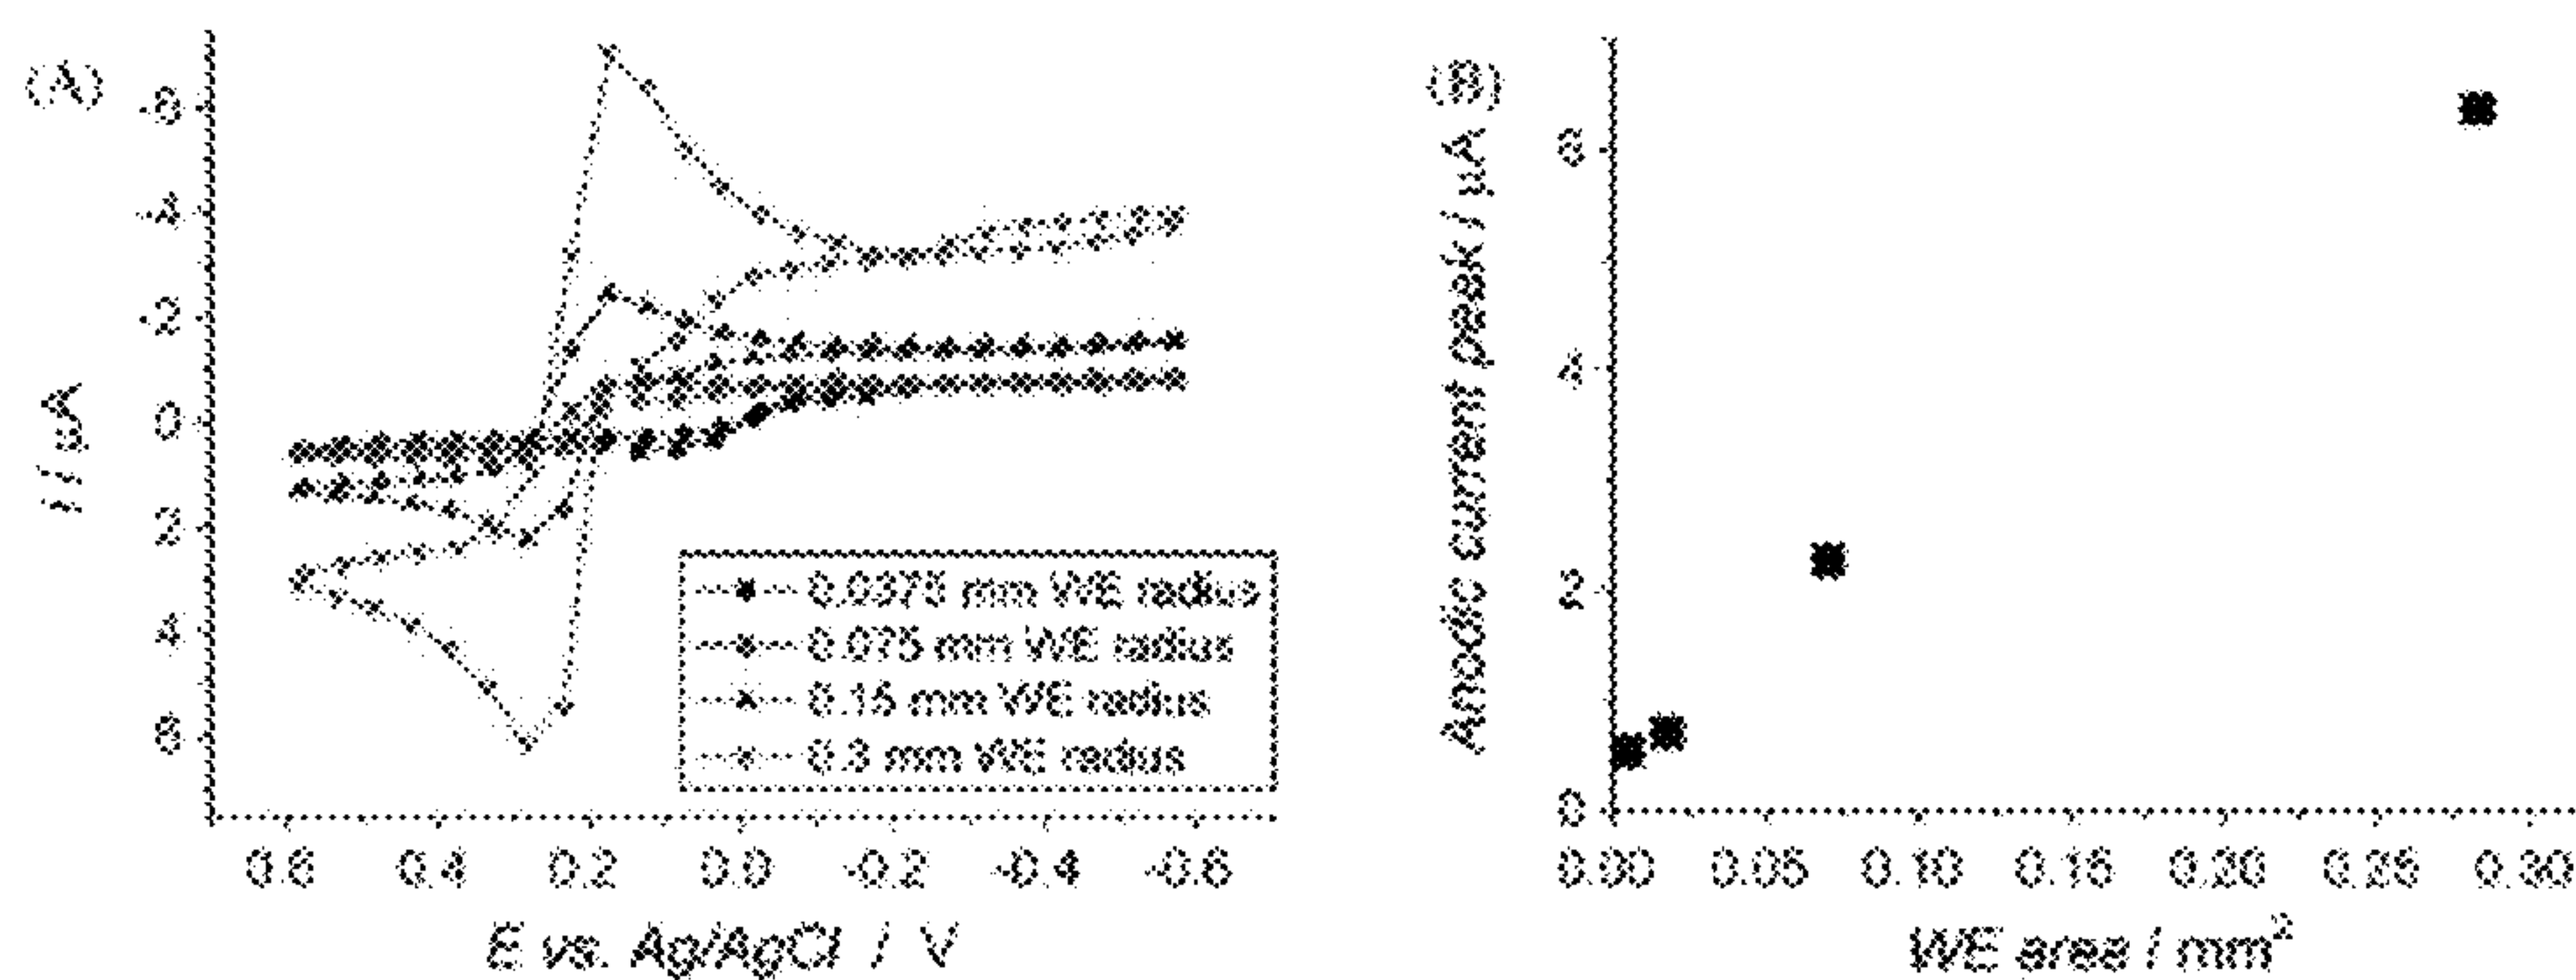 (A)
-6
-4
-2
0
2
4
6
i / µA
0.6 0.4 0.2 0.0 -0.2 -0.4 -0.6
E vs. Ag/AgCl / V
0.0375 mm WE radius
0.075 mm WE radius
0.15 mm WE radius
0.3 mm WE radius
(B)
6
4
2
0
Anodic current peak / µA
0.00 0.05 0.10 0.15 0.20 0.25 0.30
WE area / mm²